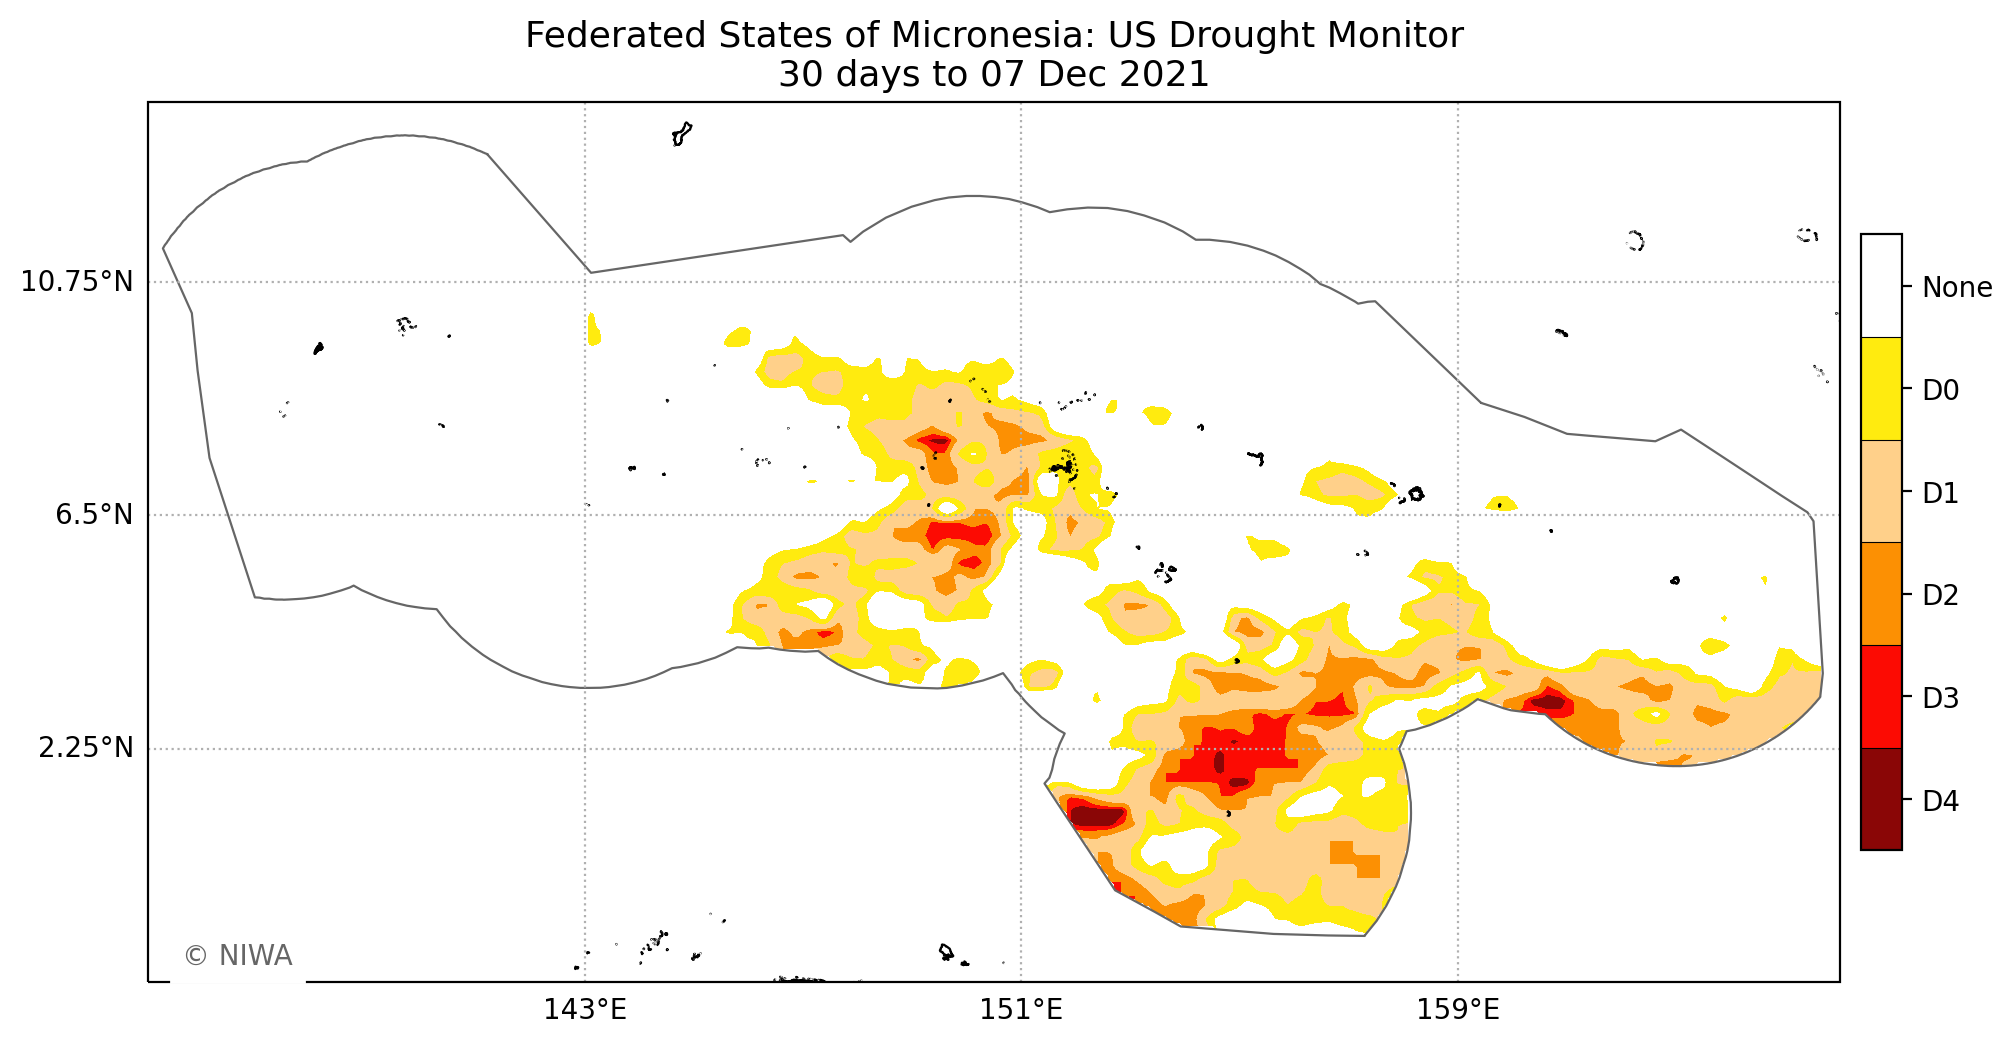 Federated States of Micronesia: US Drought Monitor
30 days to 07 Dec 2021
10.75°N
6.5°N
2.25°N
143°E
151°E
159°E
None
D0
D1
D2
D3
D4
© NIWA